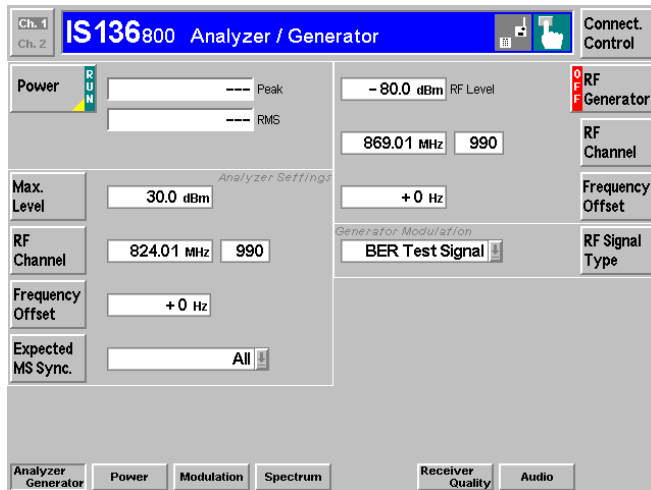 Ch. 1
Ch. 2
IS136800 Analyzer / Generator
Connect. Control
Power
RUN
--- Peak
--- RMS
- 80.0 dBm RF Level
OFF
RF Generator
869.01 MHz 990
RF Channel
Analyzer Settings
Max. Level
30.0 dBm
+ 0 Hz
Frequency Offset
Generator Modulation
RF Channel
824.01 MHz 990
BER Test Signal
RF Signal Type
Frequency Offset
+ 0 Hz
Expected MS Sync.
All
Analyzer Generator
Power
Modulation
Spectrum
Receiver Quality
Audio